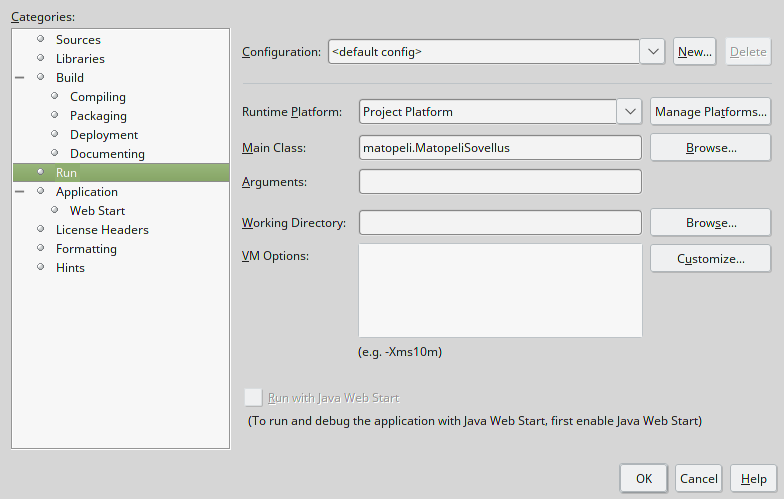 Categories:
Sources
Libraries
Build
Compiling
Packaging
Deployment
Documenting
Run
Application
Web Start
License Headers
Formatting
Hints
Configuration: <default config> New... Delete
Runtime Platform: Project Platform Manage Platforms...
Main Class: matopeli.MatopeliSovellus Browse...
Arguments:
Working Directory: Browse...
VM Options: Customize...
(e.g. -Xms10m)
Run with Java Web Start
(To run and debug the application with Java Web Start, first enable Java Web Start)
OK Cancel Help